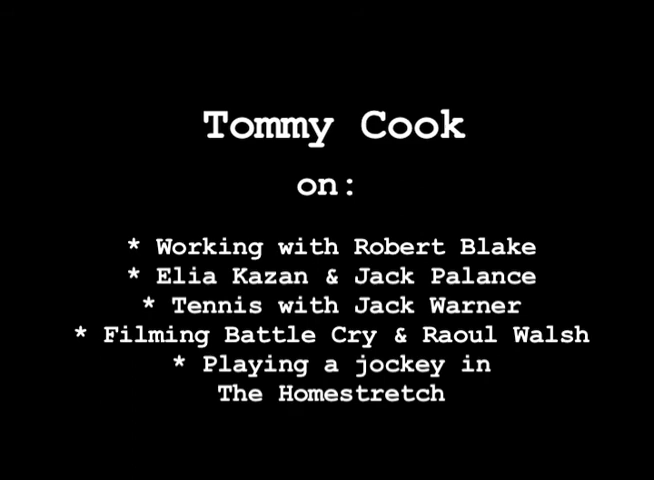 Tommy Cook
on:
* Working with Robert Blake
* Elia Kazan & Jack Palance
* Tennis with Jack Warner
* Filming Battle Cry & Raoul Walsh
* Playing a jockey in
The Homestretch